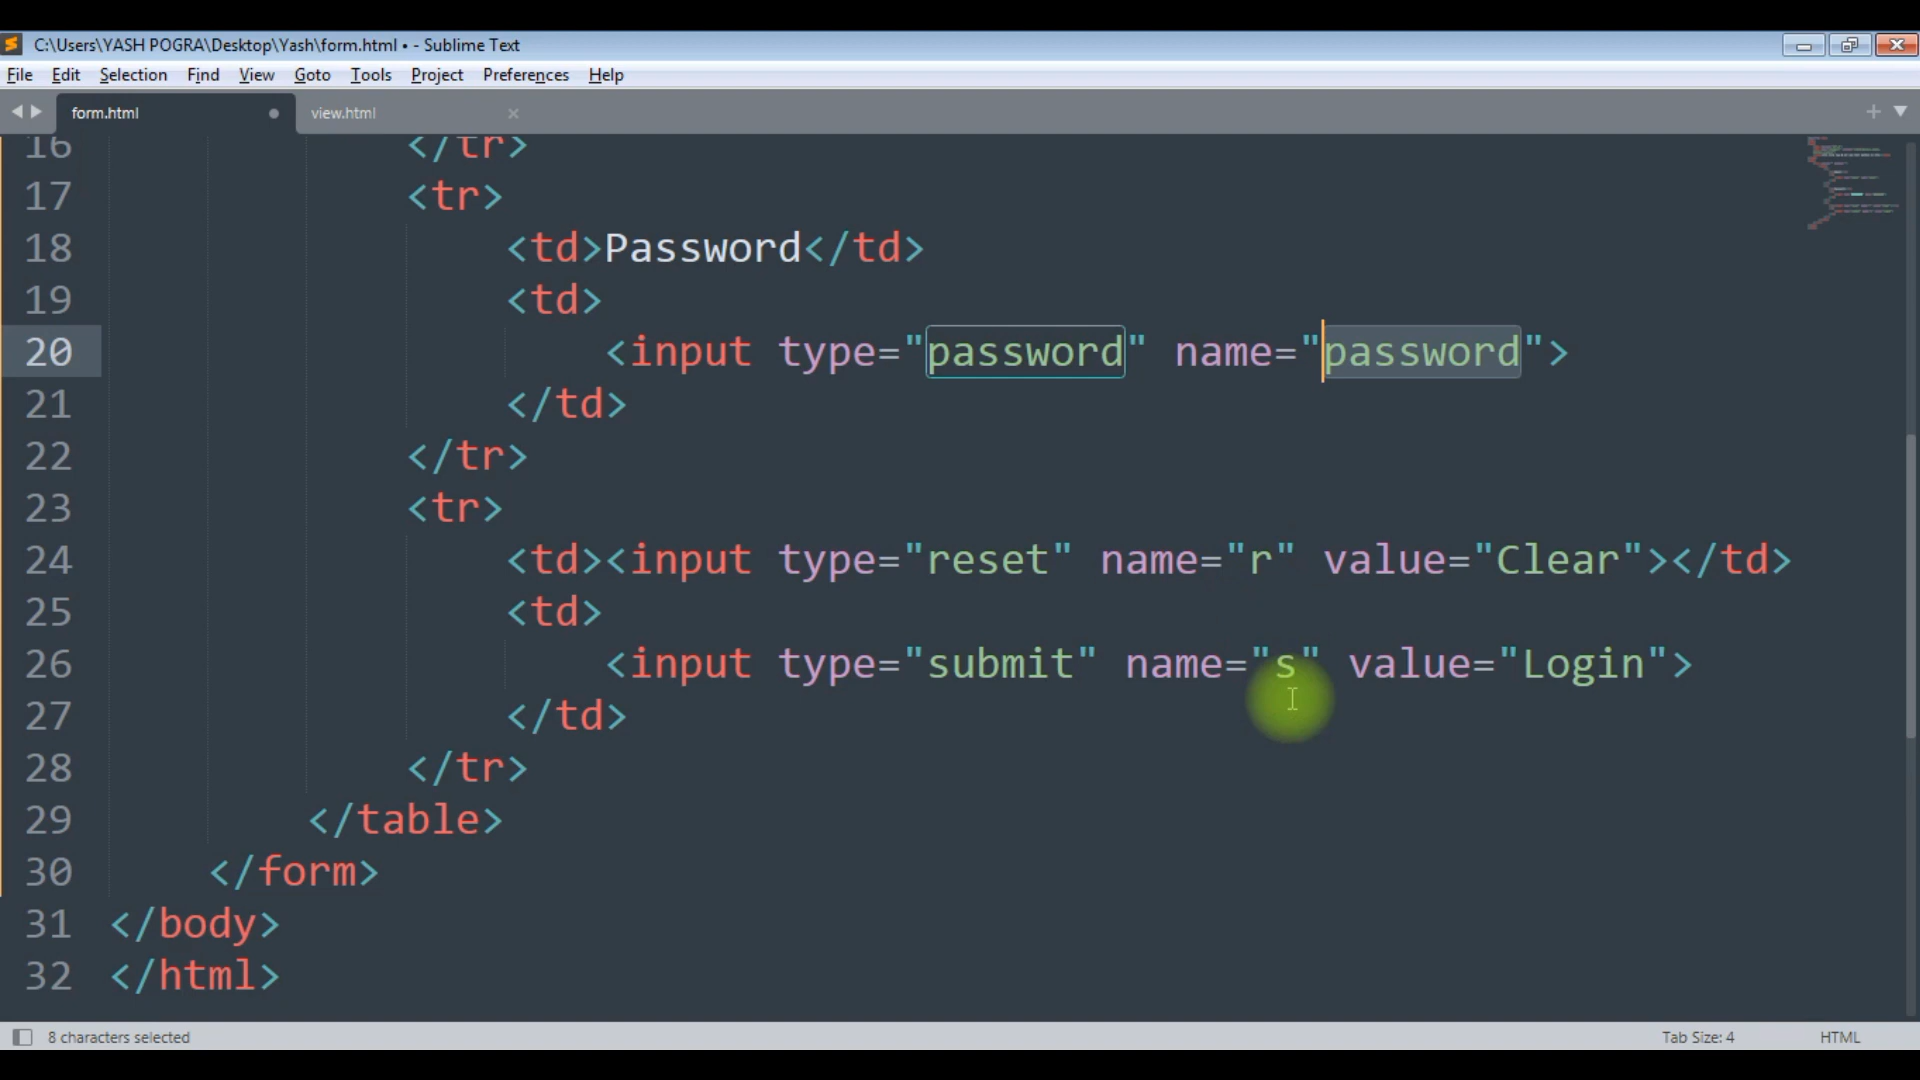 C:\Users\YASH POGRA\Desktop\Yash\form.html • - Sublime Text
File Edit Selection Find View Goto Tools Project Preferences Help
form.html view.html
16 </tr>
17 <tr>
18 <td>Password</td>
19 <td>
20 <input type="password" name="password">
21 </td>
22 </tr>
23 <tr>
24 <td><input type="reset" name="r" value="Clear"></td>
25 <td>
26 <input type="submit" name="s" value="Login">
27 </td>
28 </tr>
29 </table>
30 </form>
31 </body>
32 </html>
8 characters selected Tab Size: 4 HTML